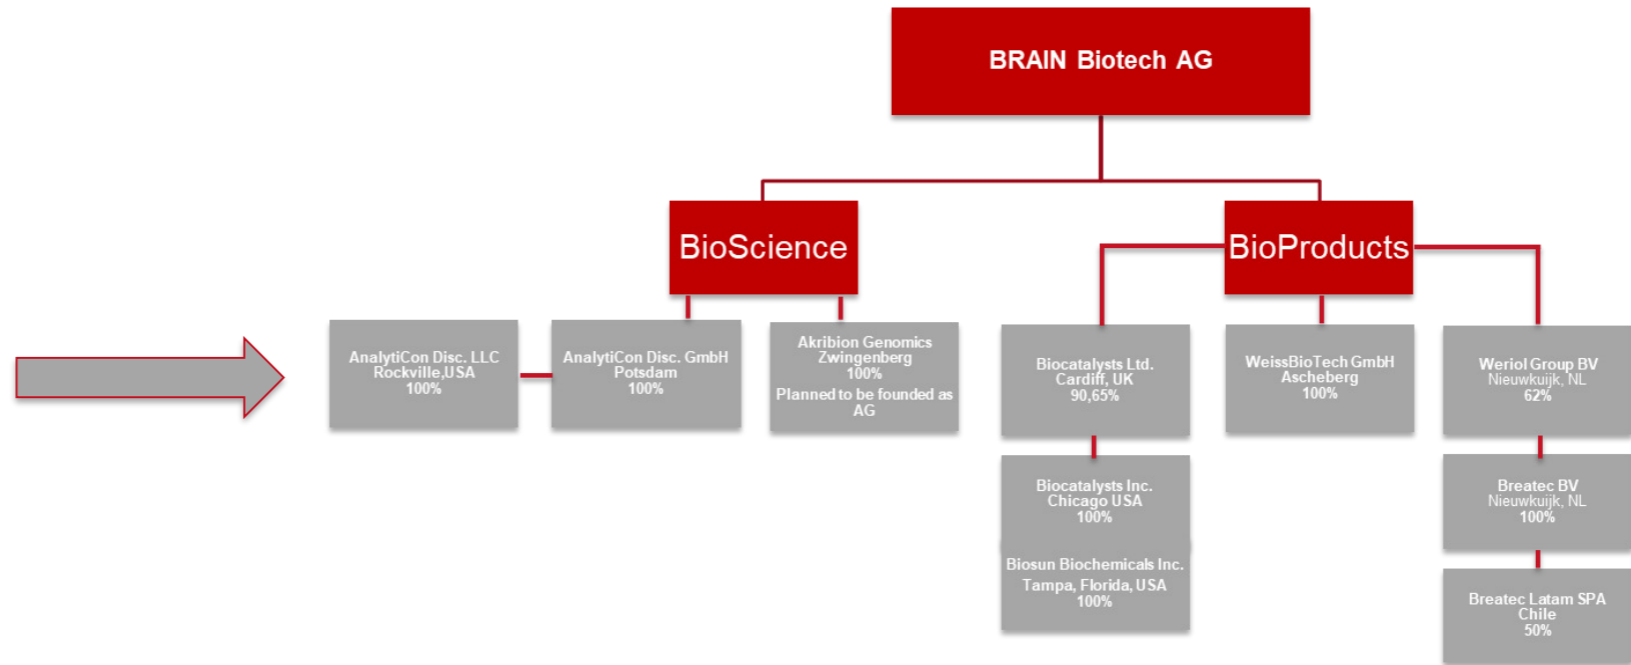 BRAIN Biotech AG
BioScience
BioProducts
AnalytiCon Disc. LLC
Rockville,USA
100%
AnalytiCon Disc. GmbH
Potsdam
100%
Akribion Genomics
Zwingenberg
100%
Planned to be founded as
AG
Biocatalysts Ltd.
Cardiff, UK
90,65%
WeissBioTech GmbH
Ascheberg
100%
Weriol Group BV
Nieuwkuijk, NL
62%
Biocatalysts Inc.
Chicago USA
100%
Biosun Biochemicals Inc.
Tampa, Florida, USA
100%
Breatec BV
Nieuwkuijk, NL
100%
Breatec Latam SPA
Chile
50%